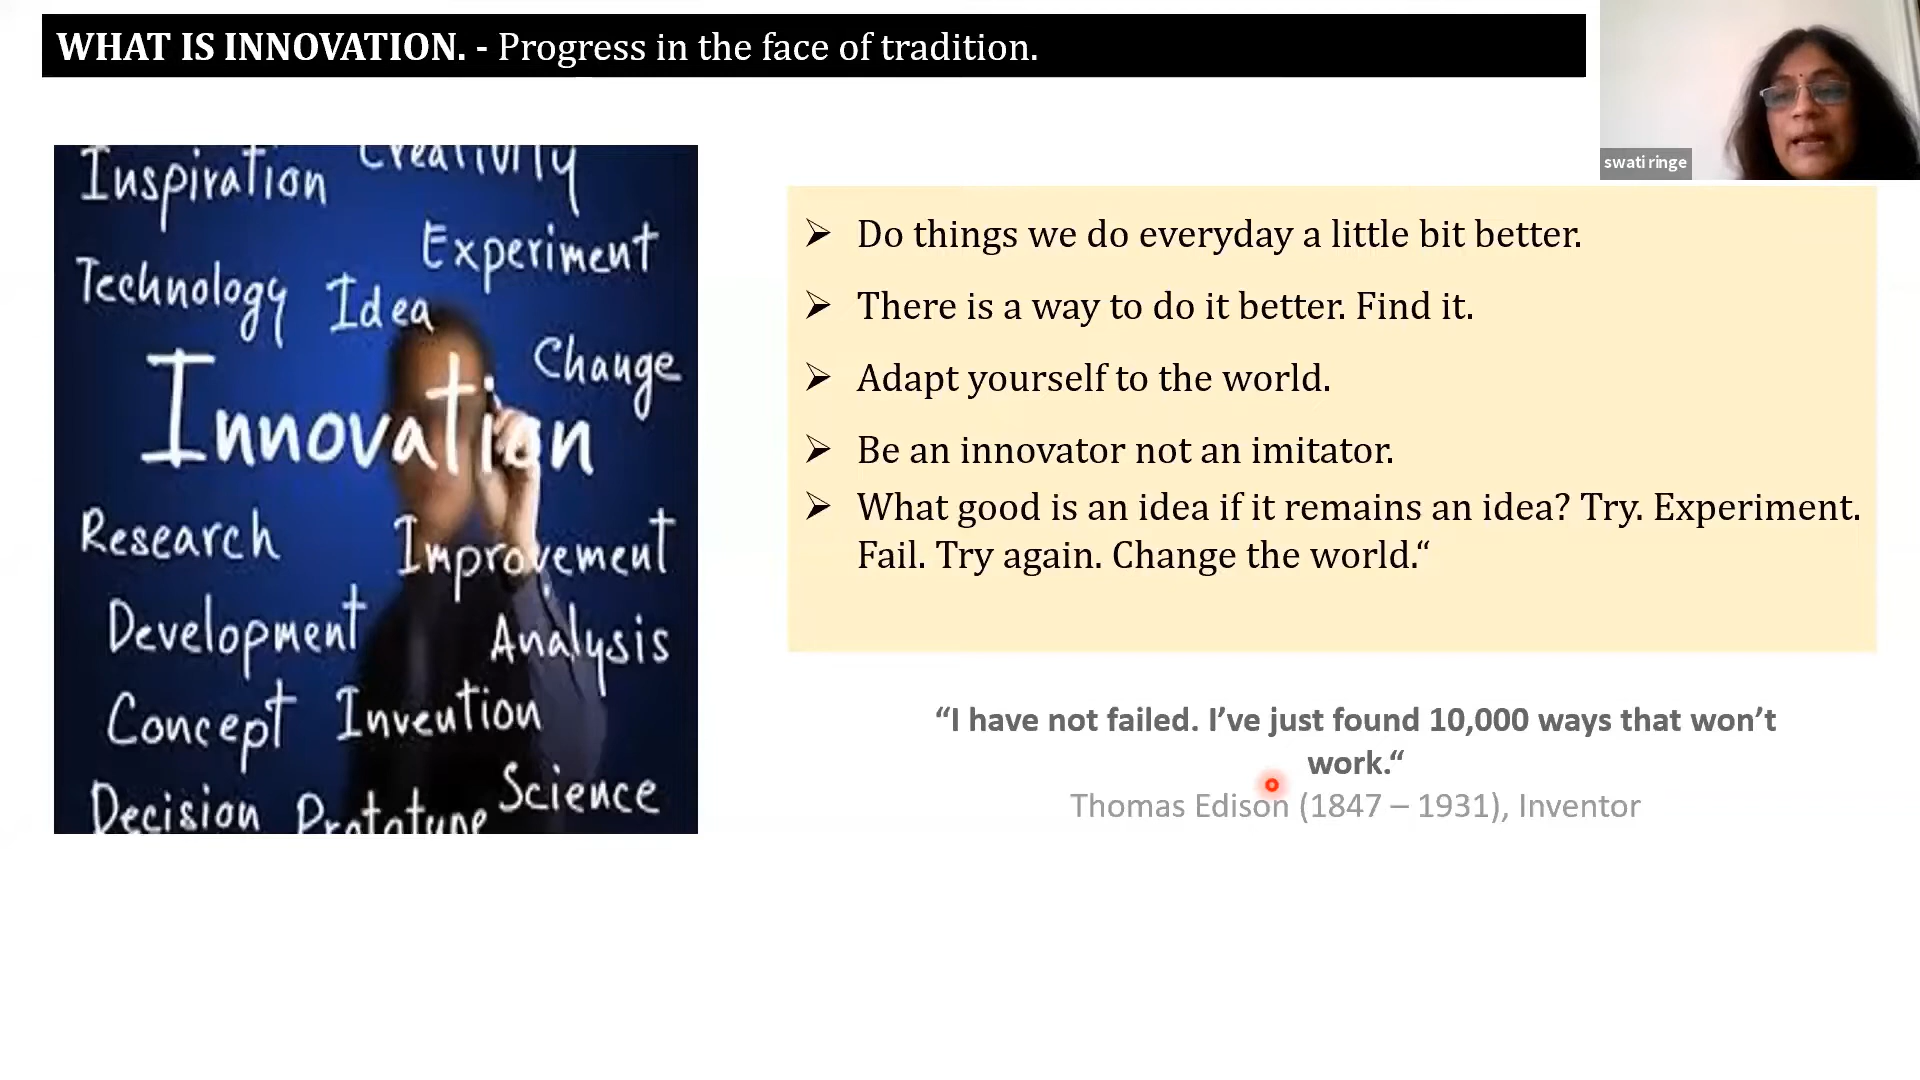 WHAT IS INNOVATION. - Progress in the face of tradition.
swati ringe
Inspiration
Creativity
Experiment
Technology
Idea
Change
Innovation
Research
Improvement
Development
Analysis
Concept
Invention
Science
Decision
Prototype
➢ Do things we do everyday a little bit better.
➢ There is a way to do it better. Find it.
➢ Adapt yourself to the world.
➢ Be an innovator not an imitator.
➢ What good is an idea if it remains an idea? Try. Experiment.
Fail. Try again. Change the world.“
“I have not failed. I’ve just found 10,000 ways that won’t
work.“
Thomas Edison (1847 – 1931), Inventor